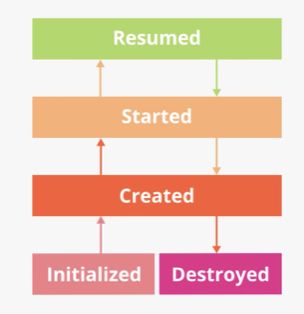 Resumed
Started
Created
Initialized
Destroyed